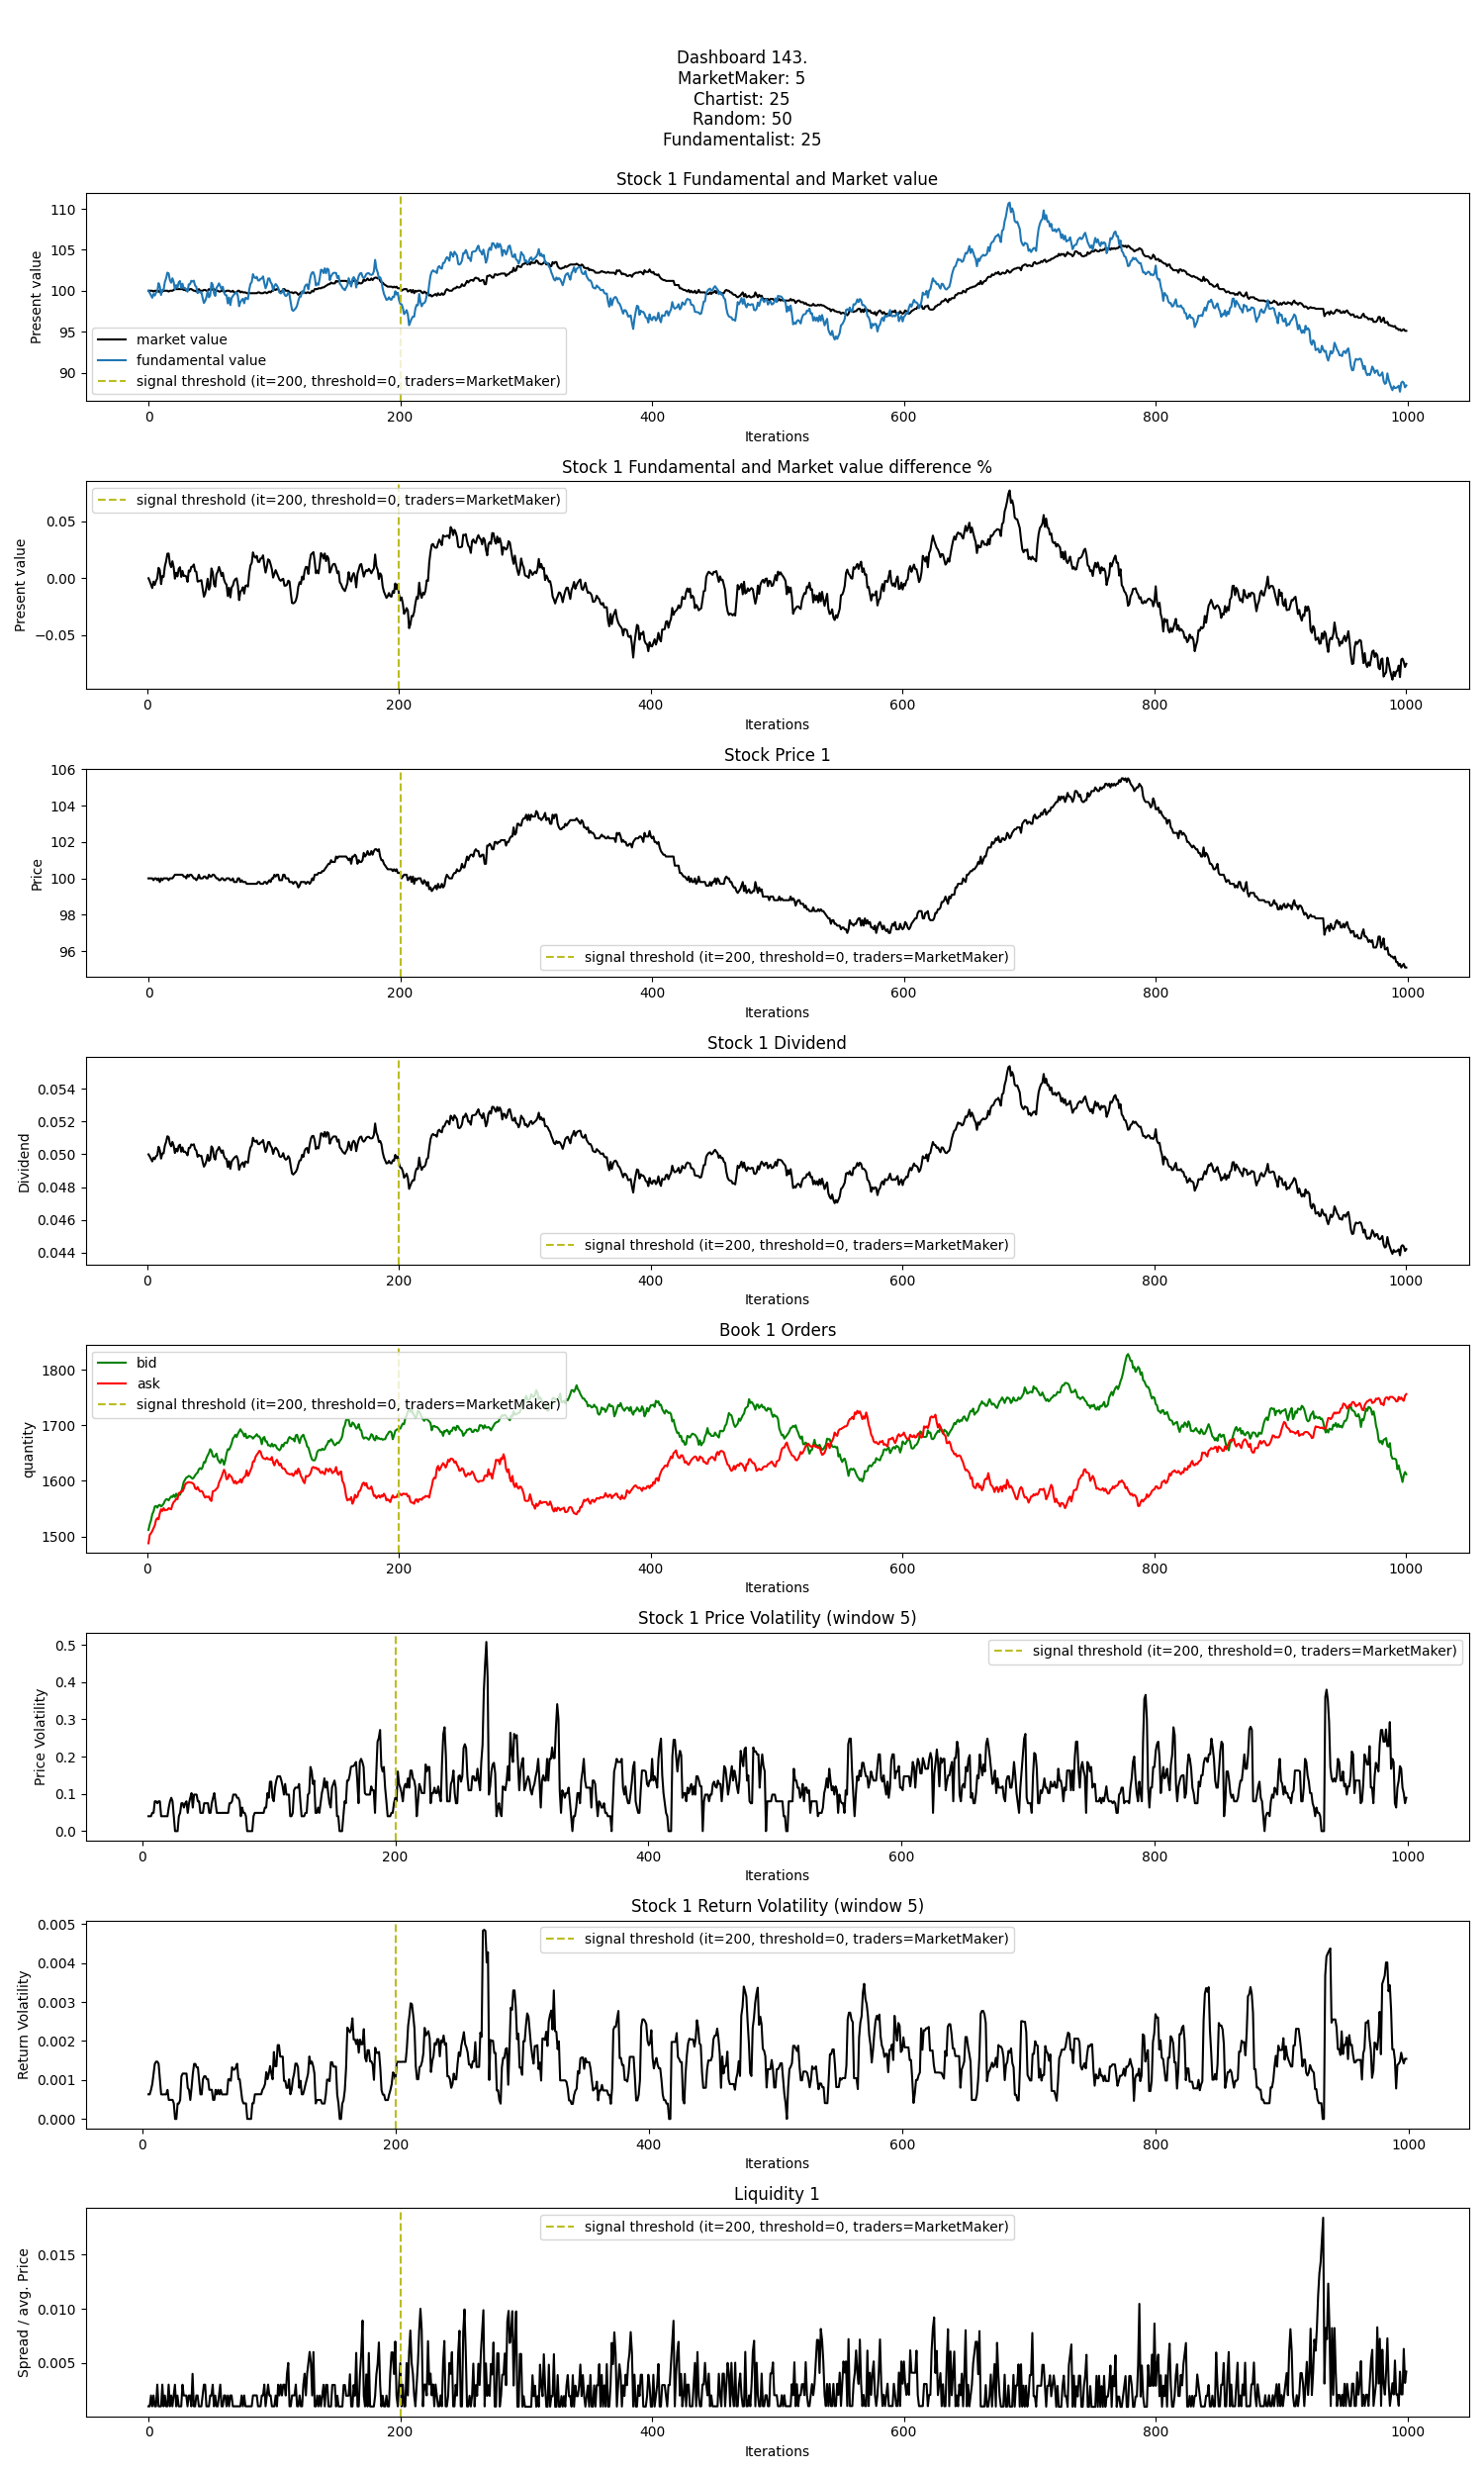 Dashboard 143.
MarketMaker: 5
Chartist: 25
Random: 50
Fundamentalist: 25
Stock 1 Fundamental and Market value
Present value
110
105
100
95
90
market value
fundamental value
signal threshold (it=200, threshold=0, traders=MarketMaker)
0 200 400 600 800 1000
Iterations
Stock 1 Fundamental and Market value difference %
Present value
0.05
0.00
−0.05
signal threshold (it=200, threshold=0, traders=MarketMaker)
0 200 400 600 800 1000
Iterations
Stock Price 1
Price
106
104
102
100
98
96
signal threshold (it=200, threshold=0, traders=MarketMaker)
0 200 400 600 800 1000
Iterations
Stock 1 Dividend
Dividend
0.054
0.052
0.050
0.048
0.046
0.044
signal threshold (it=200, threshold=0, traders=MarketMaker)
0 200 400 600 800 1000
Iterations
Book 1 Orders
quantity
1800
1700
1600
1500
bid
ask
signal threshold (it=200, threshold=0, traders=MarketMaker)
0 200 400 600 800 1000
Iterations
Stock 1 Price Volatility (window 5)
Price Volatility
0.5
0.4
0.3
0.2
0.1
0.0
signal threshold (it=200, threshold=0, traders=MarketMaker)
0 200 400 600 800 1000
Iterations
Stock 1 Return Volatility (window 5)
Return Volatility
0.005
0.004
0.003
0.002
0.001
0.000
signal threshold (it=200, threshold=0, traders=MarketMaker)
0 200 400 600 800 1000
Iterations
Liquidity 1
Spread / avg. Price
0.015
0.010
0.005
signal threshold (it=200, threshold=0, traders=MarketMaker)
0 200 400 600 800 1000
Iterations